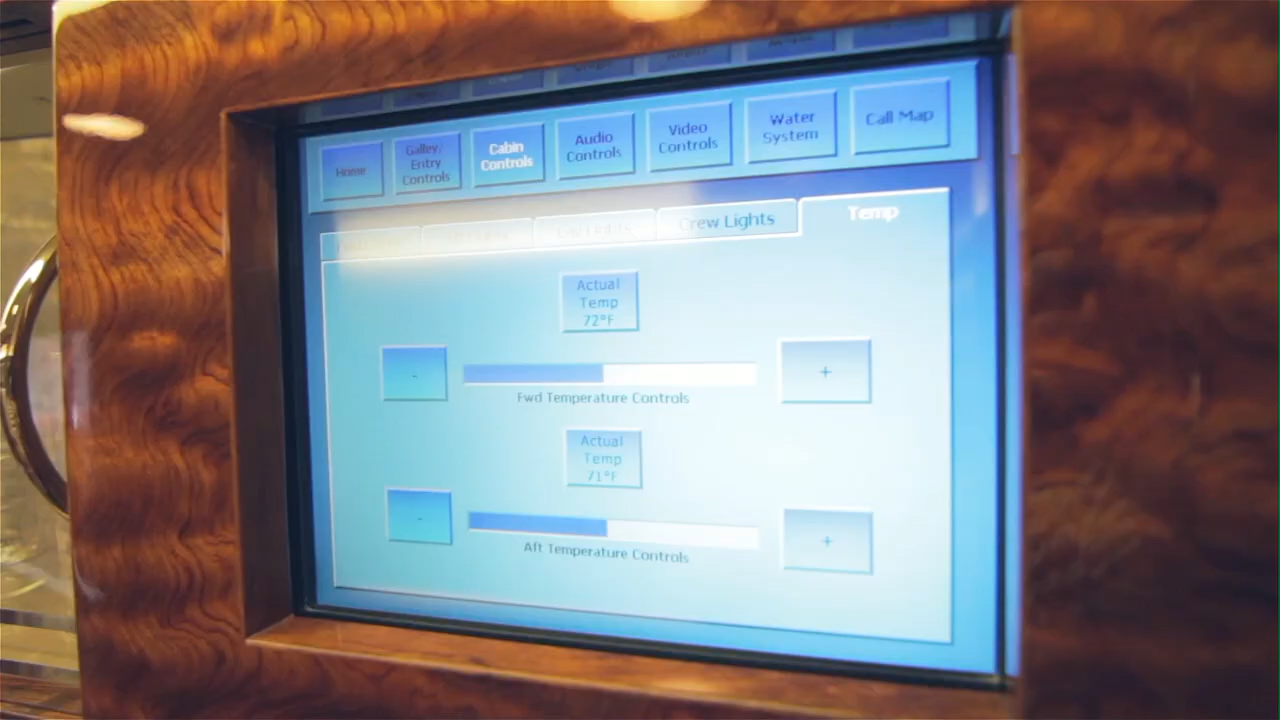 Home
Galley/
Entry
Controls
Cabin
Controls
Audio
Controls
Video
Controls
Water
System
Call Map
Crew Lights
Temp
Actual
Temp
72°F
-
+
Fwd Temperature Controls
Actual
Temp
71°F
-
+
Aft Temperature Controls